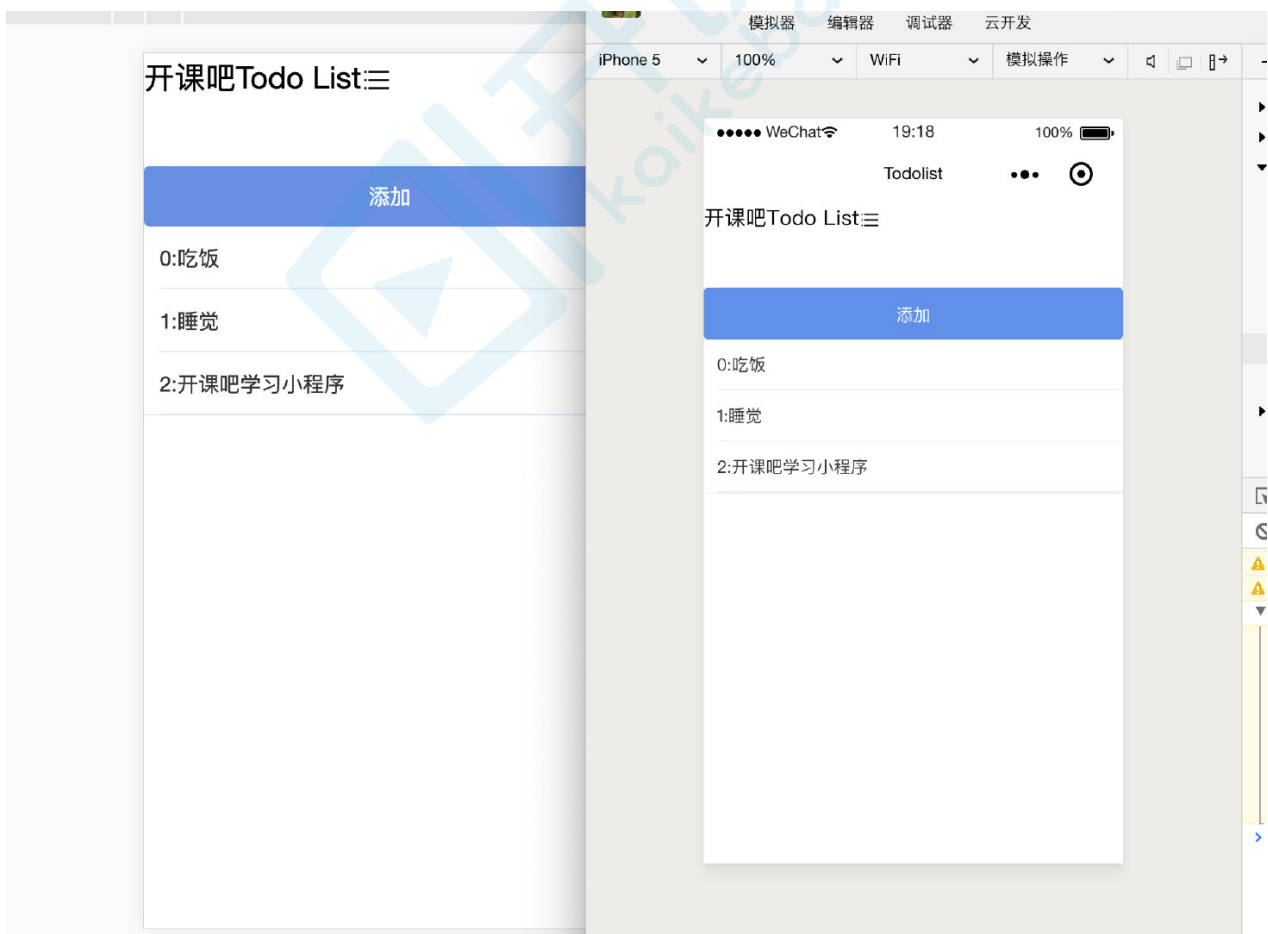 开课吧Todo List
添加
0:吃饭
1:睡觉
2:开课吧学习小程序
模拟器 编辑器 调试器 云开发
iPhone 5 100% WiFi 模拟操作
WeChat 19:18 100%
Todolist
开课吧Todo List
添加
0:吃饭
1:睡觉
2:开课吧学习小程序